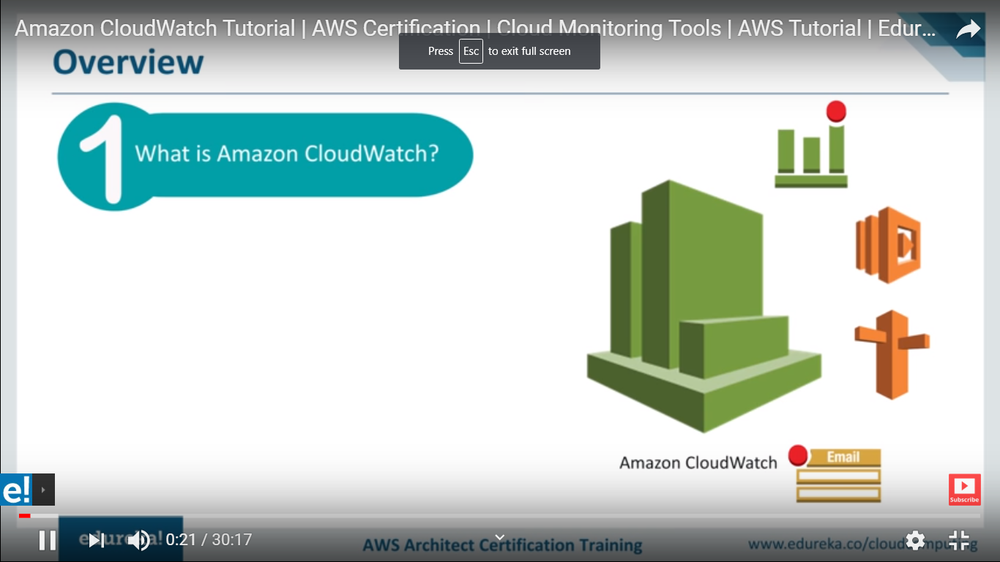 Amazon CloudWatch Tutorial | AWS Certification | Cloud Monitoring Tools | AWS Tutorial | Edur...
Press Esc to exit full screen
Overview
1 What is Amazon CloudWatch?
Amazon CloudWatch
Email
e!
Subscribe
edureka!
0:21 / 30:17
AWS Architect Certification Training
www.edureka.co/cloudcomputing